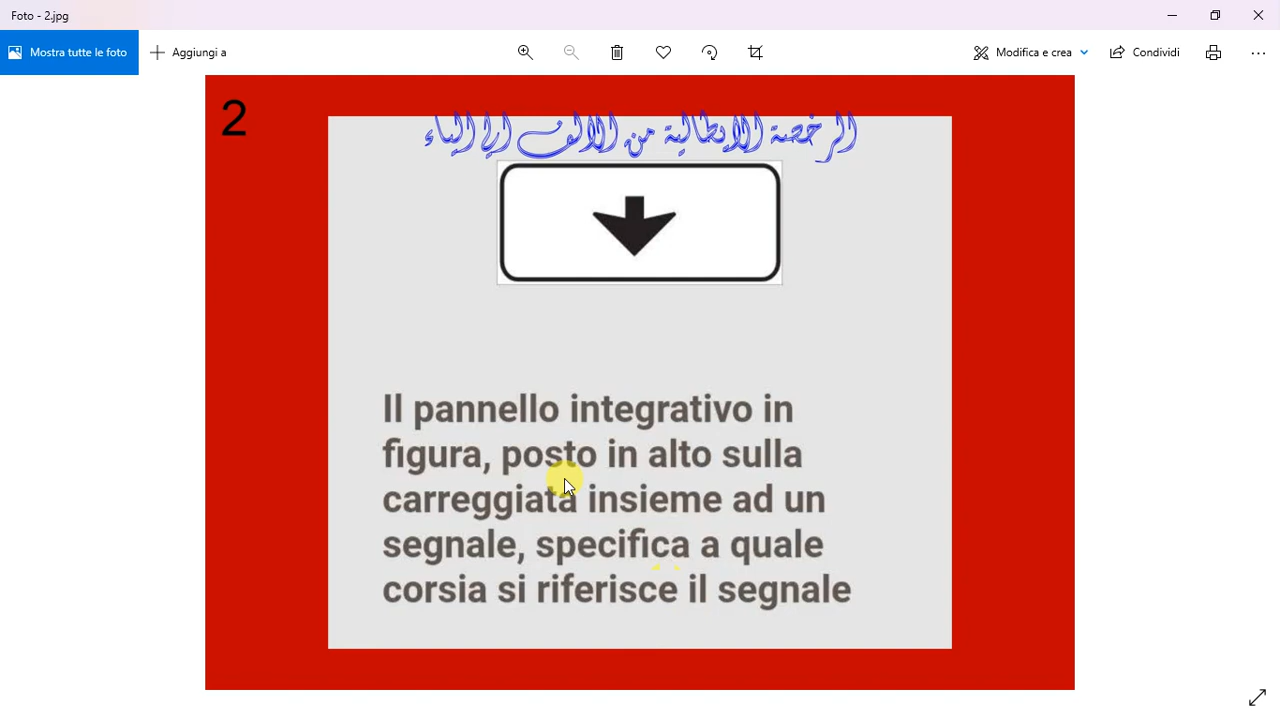 Foto - 2.jpg
Mostra tutte le foto
Aggiungi a
Modifica e crea
Condividi
2
الرخصة الإيطالية من الالف إلى الياء
Il pannello integrativo in
figura, posto in alto sulla
carreggiata insieme ad un
segnale, specifica a quale
corsia si riferisce il segnale